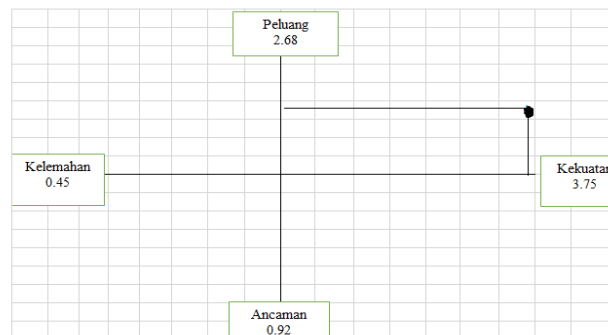 Peluang
2.68
Kelemahan
0.45
Kekuatan
3.75
Ancaman
0.92